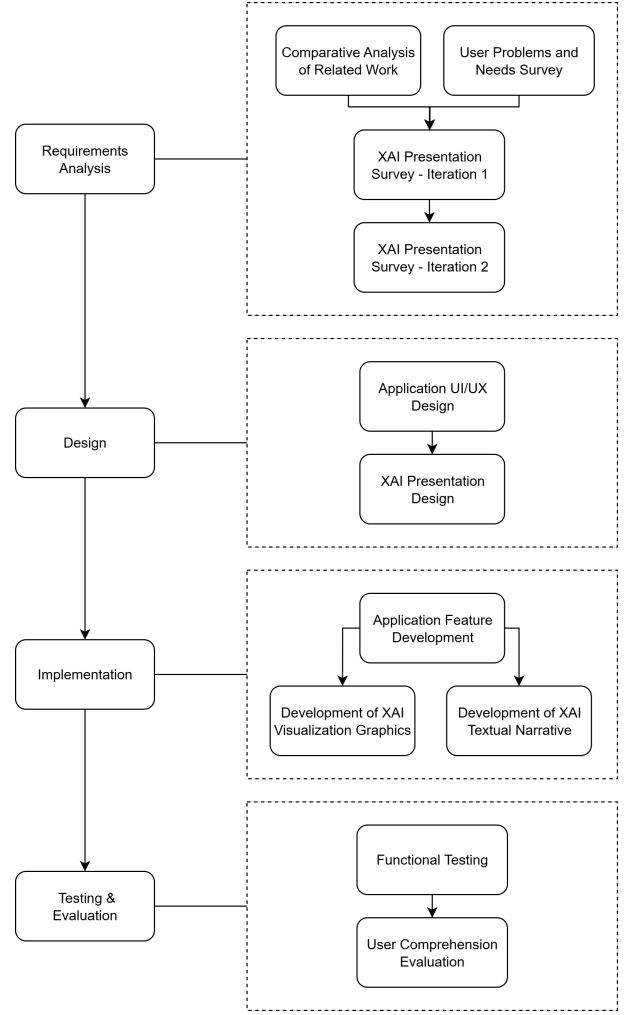 Comparative Analysis
of Related Work
User Problems and
Needs Survey
Requirements
Analysis
XAI Presentation
Survey - Iteration 1
XAI Presentation
Survey - Iteration 2
Application UI/UX
Design
Design
XAI Presentation
Design
Application Feature
Development
Implementation
Development of XAI
Visualization Graphics
Development of XAI
Textual Narrative
Functional Testing
Testing &
Evaluation
User Comprehension
Evaluation